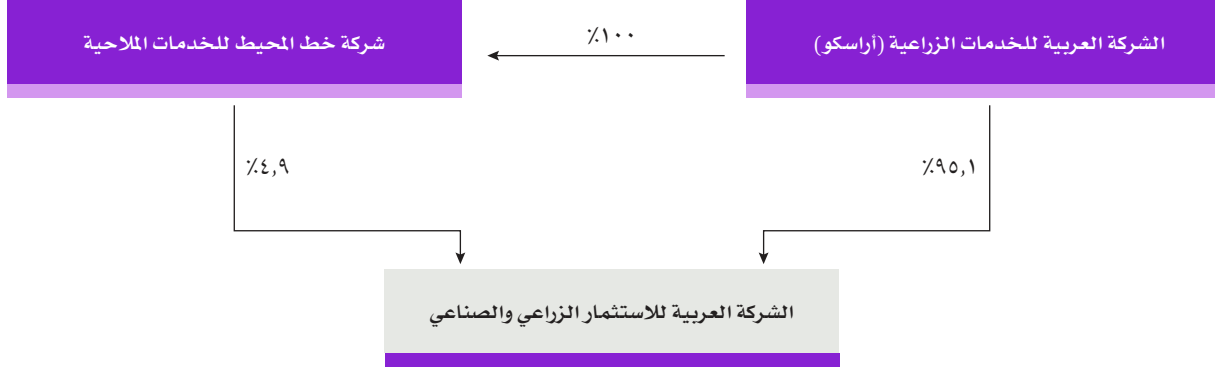 الشركة العربية للخدمات الزراعية (أراسكو)
٪١٠٠
شركة خط المحيط للخدمات الملاحية
٪٩٥,١
٪٤,٩
الشركة العربية للاستثمار الزراعي والصناعي